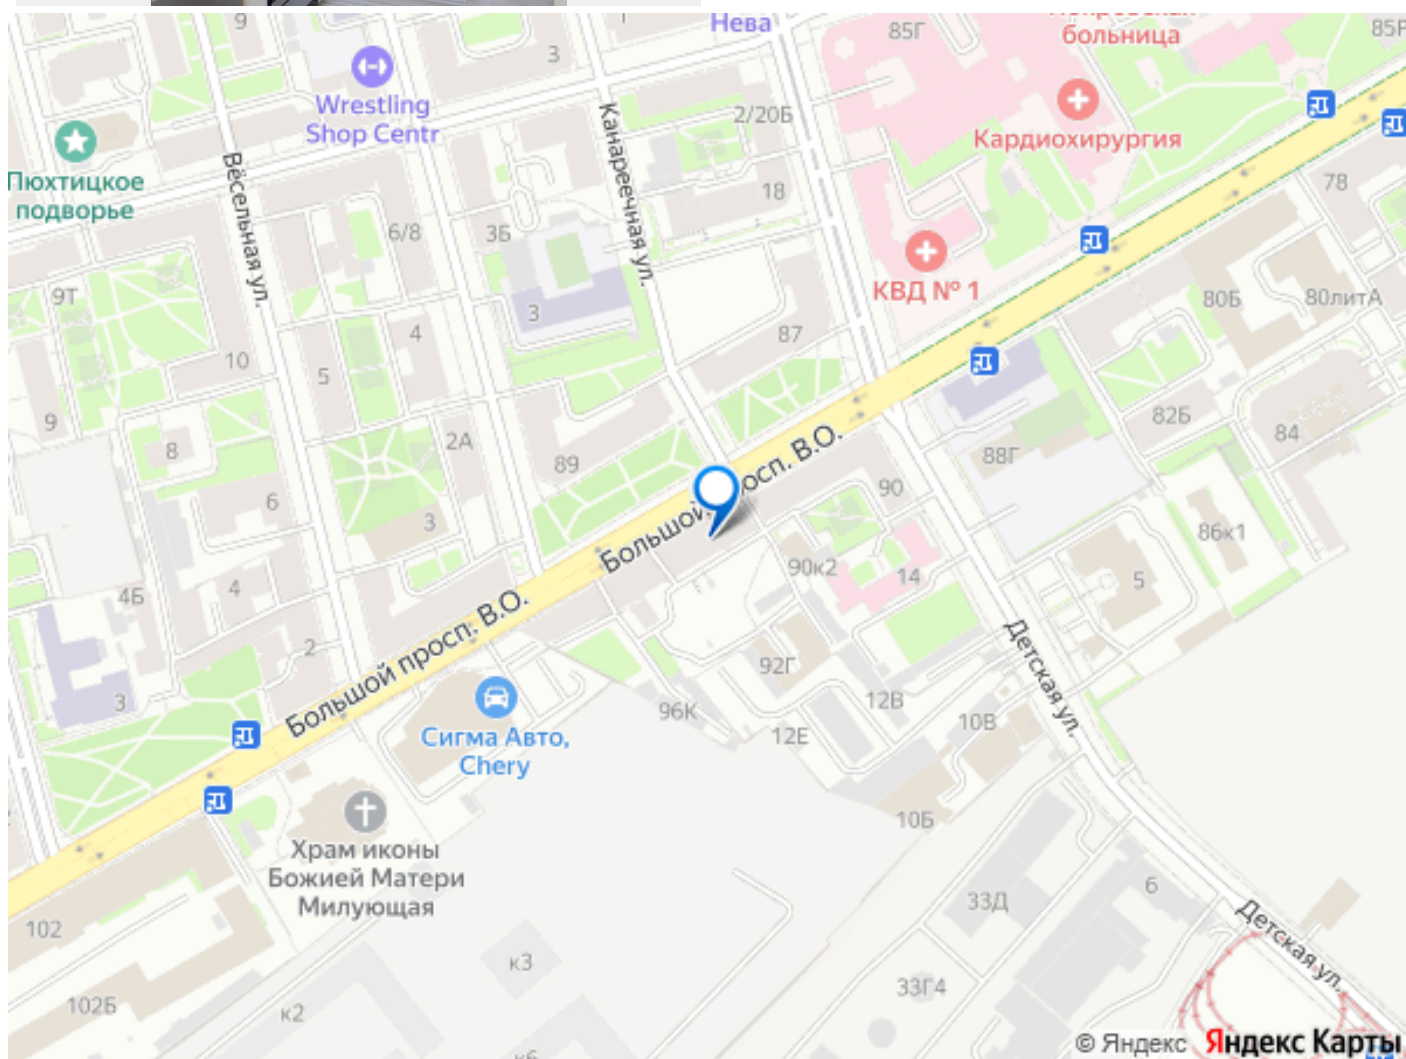 9
3
Нева
85Г
больница
Wrestling
Shop Centr
2/20Б
Канареечная ул.
Кардиохирургия
Вёсельная ул.
Пюхтицкое
подворье
18
78
6/8
3Б
КВД № 1
9Т
3
4
87
80Б
80литА
10
5
9
8
2А
89
82Б
84
88Г
6
3
Большой просп. В.О.
90
86к1
4Б
4
90к2
14
5
Большой просп. В.О.
2
3
92Г
Детская ул.
96К
12В
10В
12Е
Сигма Авто,
Chery
10Б
Храм иконы
Божией Матери
Милующая
33Д
6
102
Детская ул.
к3
33Г4
102Б
к2
© Яндекс Яндекс Карты